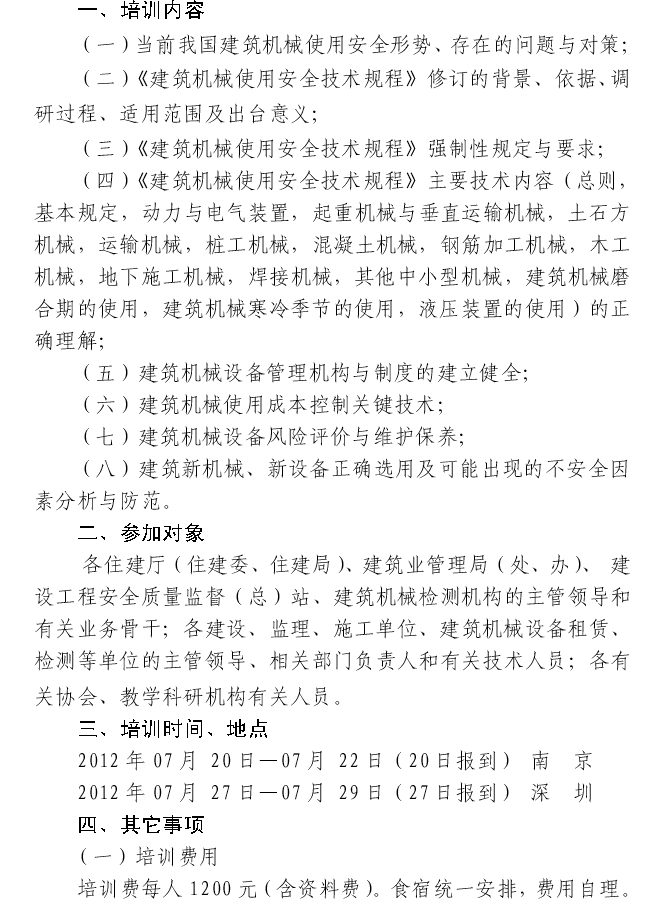 一、培训内容
（一）当前我国建筑机械使用安全形势、存在的问题与对策；
（二）《建筑机械使用安全技术规程》修订的背景、依据、调
研过程、适用范围及出台意义；
（三）《建筑机械使用安全技术规程》强制性规定与要求；
（四）《建筑机械使用安全技术规程》主要技术内容（总则，
基本规定，动力与电气装置，起重机械与垂直运输机械，土石方
机械，运输机械，桩工机械，混凝土机械，钢筋加工机械，木工
机械，地下施工机械，焊接机械，其他中小型机械，建筑机械磨
合期的使用，建筑机械寒冷季节的使用，液压装置的使用）的正
确理解；
（五）建筑机械设备管理机构与制度的建立健全；
（六）建筑机械使用成本控制关键技术；
（七）建筑机械设备风险评价与维护保养；
（八）建筑新机械、新设备正确选用及可能出现的不安全因
素分析与防范。
二、参加对象
各住建厅（住建委、住建局）、建筑业管理局（处、办）、 建
设工程安全质量监督（总）站、建筑机械检测机构的主管领导和
有关业务骨干；各建设、监理、施工单位、建筑机械设备租赁、
检测等单位的主管领导、相关部门负责人和有关技术人员；各有
关协会、教学科研机构有关人员。
三、培训时间、地点
2012 年 07 月 20 日—07 月 22 日（20 日报到） 南 京
2012 年 07 月 27 日—07 月 29 日（27 日报到） 深 圳
四、其它事项
（一）培训费用
培训费每人 1200 元（含资料费）。食宿统一安排，费用自理。